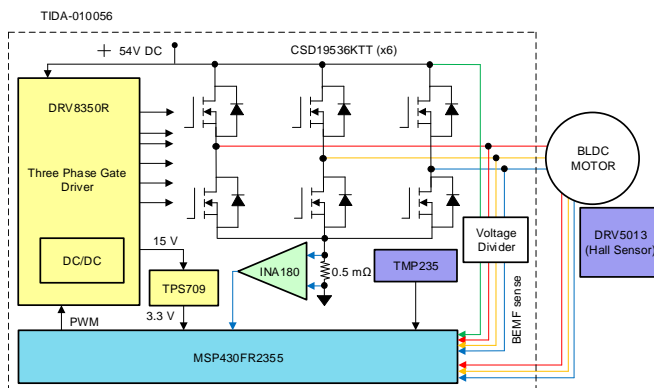 TIDA-010056
54V DC
CSD19536KTT (x6)
DRV8350R
Three Phase Gate
Driver
DC/DC
15 V
TPS709
3.3 V
PWM
INA180
0.5 mΩ
TMP235
Voltage
Divider
BEMF sense
BLDC
MOTOR
DRV5013
(Hall Sensor)
MSP430FR2355